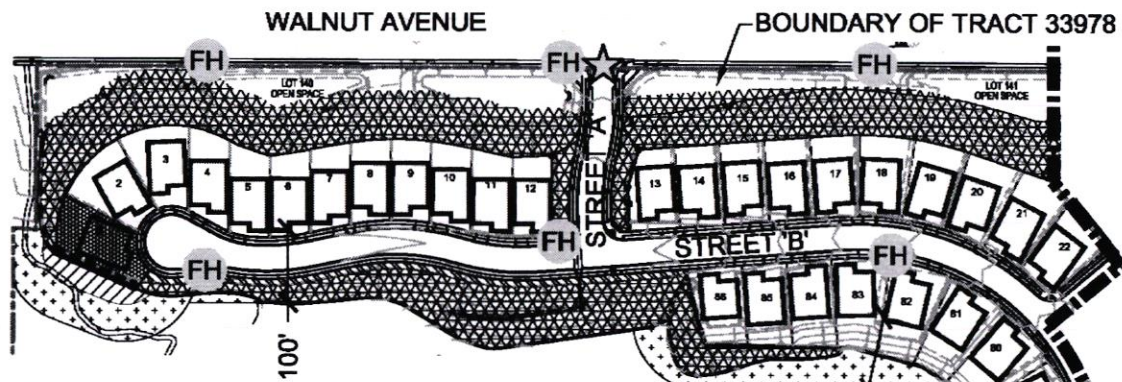 WALNUT AVENUE
BOUNDARY OF TRACT 33978
FH
FH
FH
LOT 140
OPEN SPACE
LOT 141
OPEN SPACE
STREET 'A'
2
3
4
5
6
7
8
9
10
11
12
13
14
15
16
17
18
19
20
21
22
STREET 'B'
FH
FH
FH
86
85
84
83
82
81
80
100'